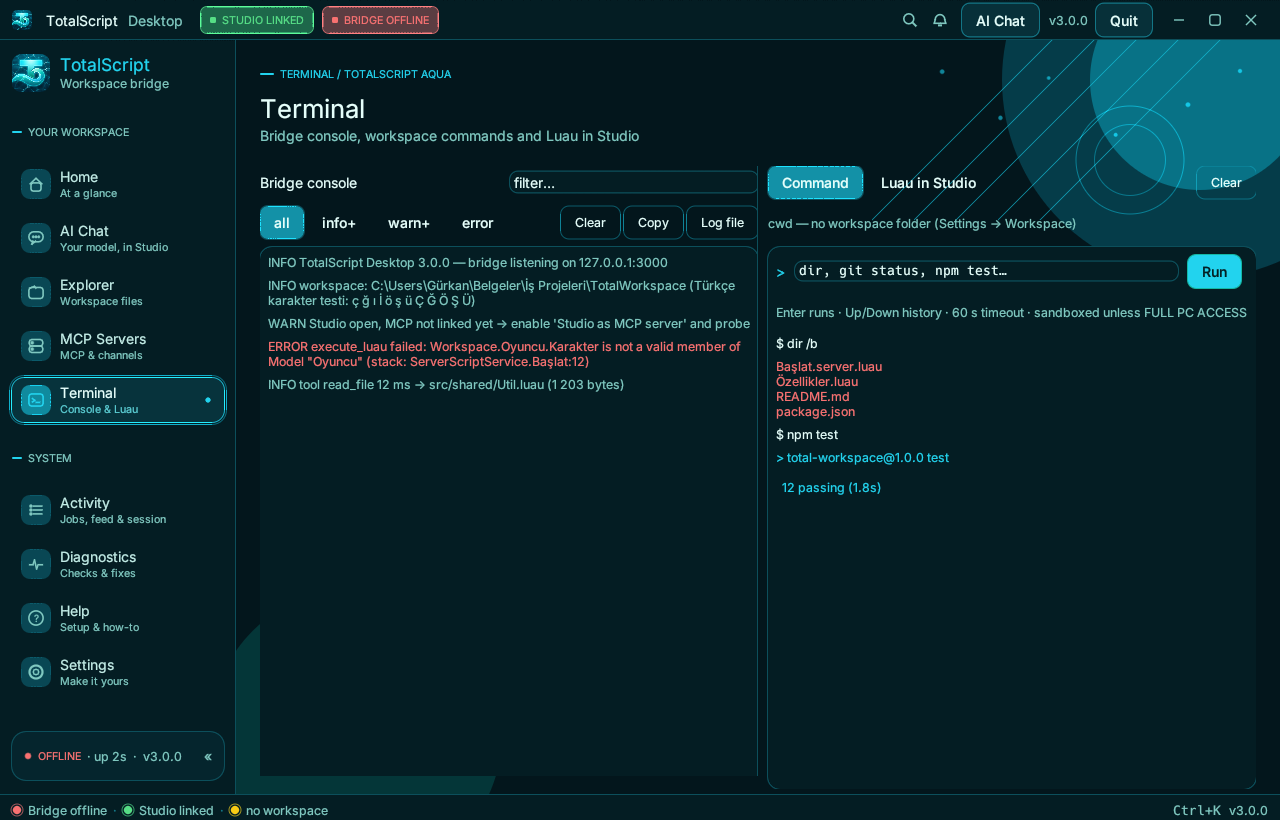 TotalScript Desktop
STUDIO LINKED
BRIDGE OFFLINE
AI Chat
v3.0.0
Quit
TotalScript
Workspace bridge
YOUR WORKSPACE
Home
At a glance
AI Chat
Your model, in Studio
Explorer
Workspace files
MCP Servers
MCP & channels
Terminal
Console & Luau
SYSTEM
Activity
Jobs, feed & session
Diagnostics
Checks & fixes
Help
Setup & how-to
Settings
Make it yours
OFFLINE · up 2s · v3.0.0 «
TERMINAL / TOTALSCRIPT AQUA
Terminal
Bridge console, workspace commands and Luau in Studio
Bridge console
filter...
all info+ warn+ error
Clear Copy Log file
INFO TotalScript Desktop 3.0.0 — bridge listening on 127.0.0.1:3000
INFO workspace: C:\Users\Gürkan\Belgeler\İş Projeleri\TotalWorkspace (Türkçe
karakter testi: ç ğ ı İ ö ş ü Ç Ğ Ö Ş Ü)
WARN Studio open, MCP not linked yet → enable 'Studio as MCP server' and probe
ERROR execute_luau failed: Workspace.Oyuncu.Karakter is not a valid member of
Model "Oyuncu" (stack: ServerScriptService.Başlat:12)
INFO tool read_file 12 ms → src/shared/Util.luau (1 203 bytes)
Command
Luau in Studio
Clear
cwd — no workspace folder (Settings → Workspace)
> dir, git status, npm test…
Run
Enter runs · Up/Down history · 60 s timeout · sandboxed unless FULL PC ACCESS
$ dir /b
Başlat.server.luau
Özellikler.luau
README.md
package.json
$ npm test
> total-workspace@1.0.0 test
12 passing (1.8s)
Bridge offline · Studio linked · no workspace
Ctrl+K v3.0.0